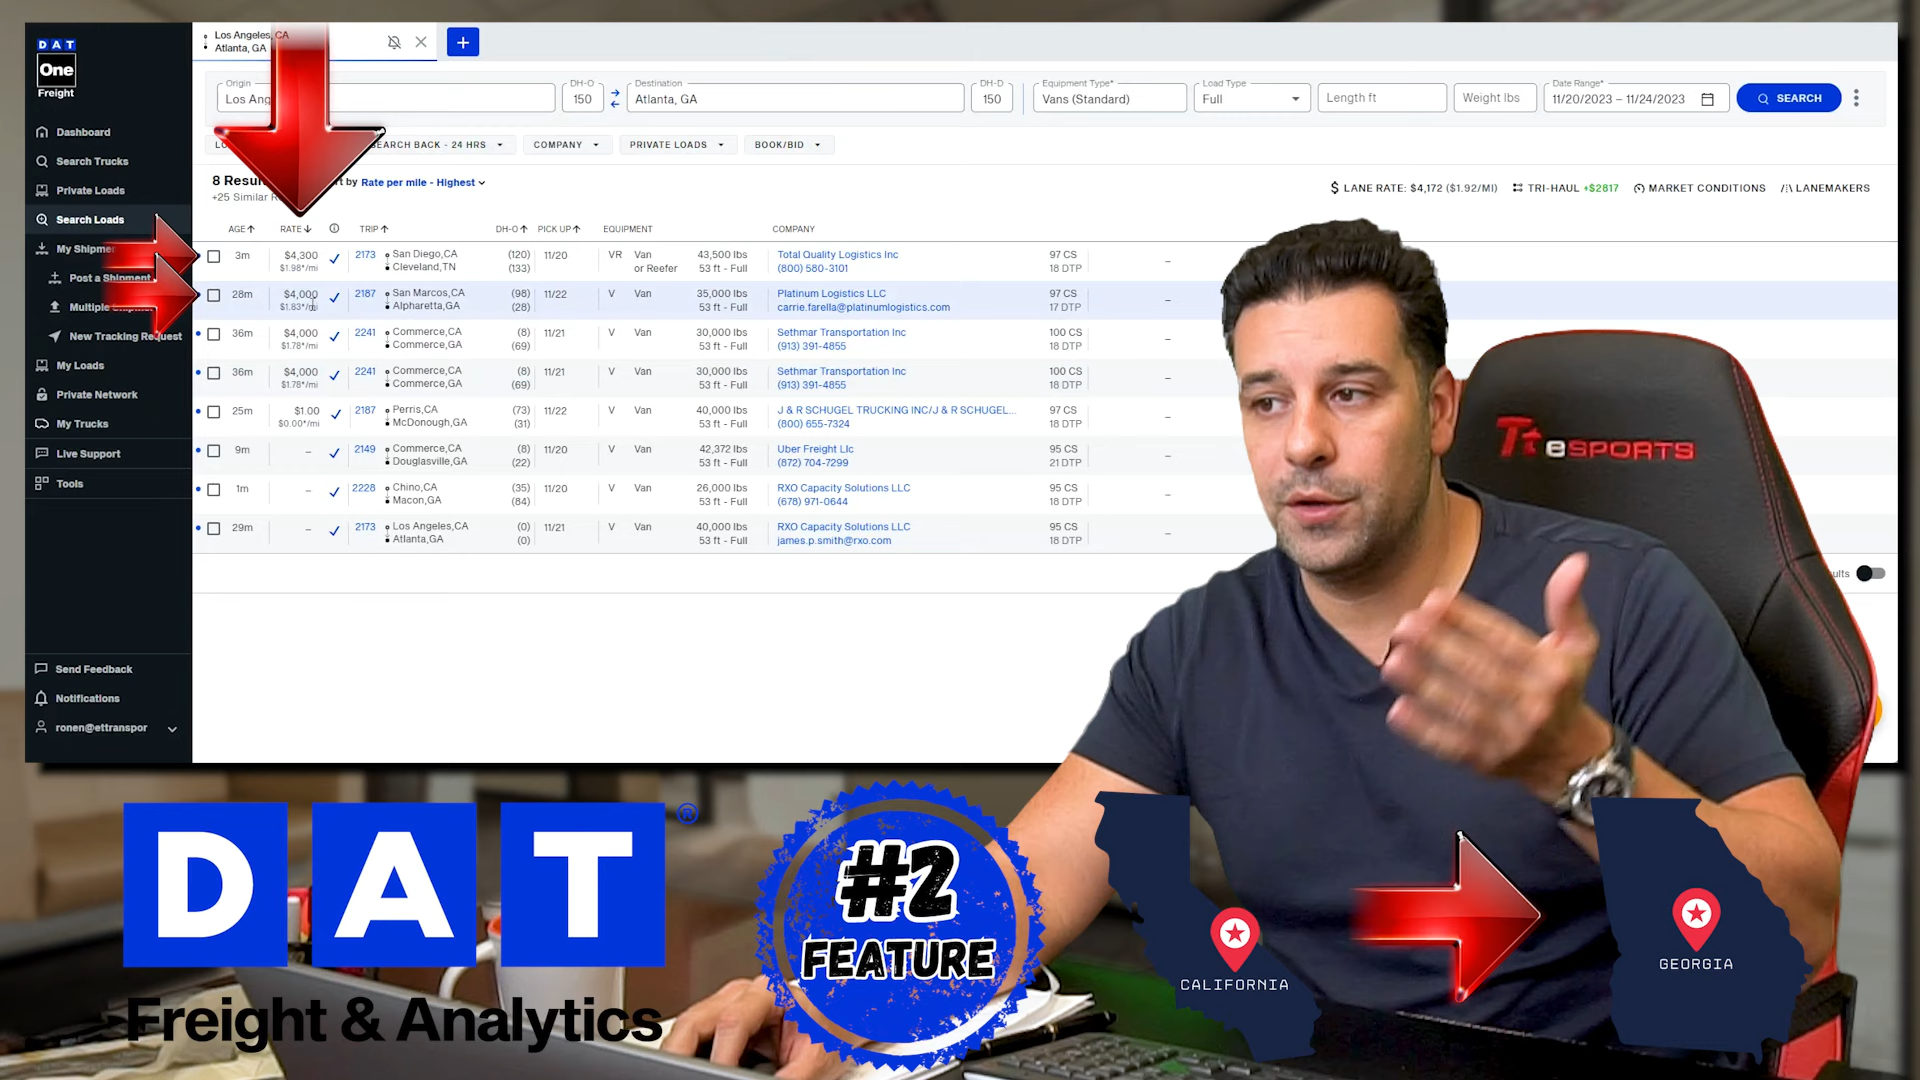 DAT
One
Freight
Dashboard
Search Trucks
Private Loads
Search Loads
My Shipme
Post a Shipment
Multiple
New Tracking Request
My Loads
Private Network
My Trucks
Live Support
Tools
Send Feedback
Notifications
ronen@ettranspor
Los Angeles, CA
Atlanta, GA
Origin
Los Ang
DH-O
150
Destination
Atlanta, GA
DH-D
150
Equipment Type*
Vans (Standard)
Load Type
Full
Length ft
Weight lbs
Date Range*
11/20/2023 – 11/24/2023
SEARCH
SEARCH BACK - 24 HRS
COMPANY
PRIVATE LOADS
BOOK/BID
8 Resul
rt by Rate per mile - Highest
+25 Similar R
LANE RATE: $4,172 ($1.92/MI)
TRI-HAUL +$2817
MARKET CONDITIONS
LANEMAKERS
AGE RATE TRIP DH-O PICK UP EQUIPMENT COMPANY
3m $4,300 2173 San Diego,CA (120) 11/20 VR Van 43,500 lbs Total Quality Logistics Inc 97 CS –
$1.98*/mi Cleveland,TN (133) or Reefer 53 ft - Full (800) 580-3101 18 DTP
28m $4,000 2187 San Marcos,CA (98) 11/22 V Van 35,000 lbs Platinum Logistics LLC 97 CS –
$1.83*/mi Alpharetta,GA (28) 53 ft - Full carrie.farella@platinumlogistics.com 17 DTP
36m $4,000 2241 Commerce,CA (8) 11/21 V Van 30,000 lbs Sethmar Transportation Inc 100 CS –
$1.78*/mi Commerce,GA (69) 53 ft - Full (913) 391-4855 18 DTP
36m $4,000 2241 Commerce,CA (8) 11/21 V Van 30,000 lbs Sethmar Transportation Inc 100 CS –
$1.78*/mi Commerce,GA (69) 53 ft - Full (913) 391-4855 18 DTP
25m $1.00 2187 Perris,CA (73) 11/22 V Van 40,000 lbs J & R SCHUGEL TRUCKING INC/J & R SCHUGEL... 97 CS –
$0.00*/mi McDonough,GA (31) 53 ft - Full (800) 655-7324 18 DTP
9m – 2149 Commerce,CA (8) 11/20 V Van 42,372 lbs Uber Freight Llc 95 CS –
Douglasville,GA (22) 53 ft - Full (872) 704-7299 21 DTP
1m – 2228 Chino,CA (35) 11/20 V Van 26,000 lbs RXO Capacity Solutions LLC 95 CS –
Macon,GA (84) 53 ft - Full (678) 971-0644 18 DTP
29m – 2173 Los Angeles,CA (0) 11/21 V Van 40,000 lbs RXO Capacity Solutions LLC 95 CS –
Atlanta,GA (0) 53 ft - Full james.p.smith@rxo.com 18 DTP
ults
Tt eSPORTS
DAT®
Freight & Analytics
#2
FEATURE
CALIFORNIA
GEORGIA